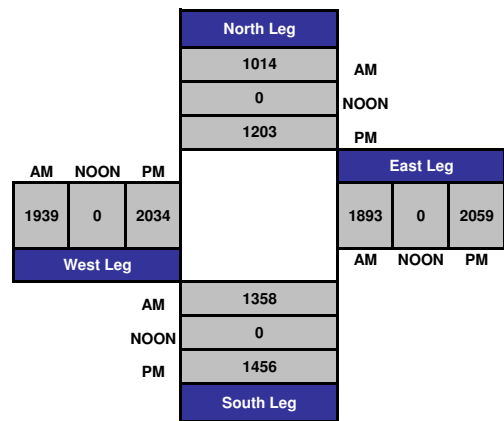 North Leg
1014 AM
0 NOON
1203 PM
AM NOON PM East Leg
1939 0 2034 1893 0 2059
West Leg AM NOON PM
AM 1358
NOON 0
PM 1456
South Leg